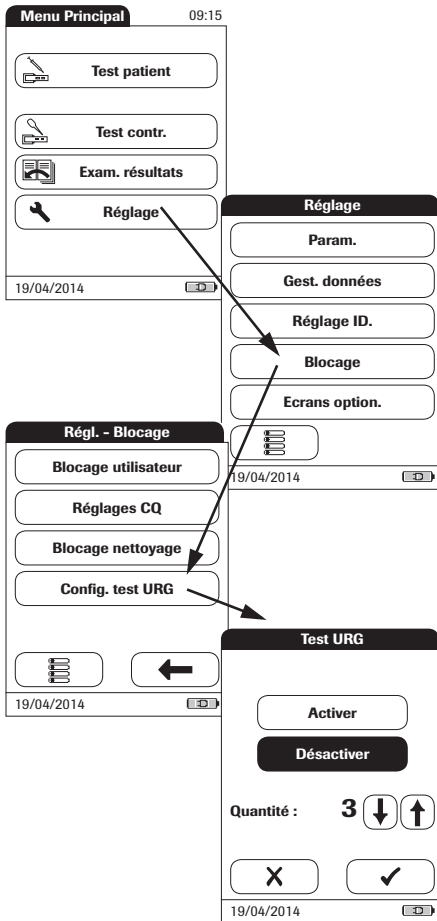 Menu Principal 09:15
Test patient
Test contr.
Exam. résultats
Réglage
19/04/2014
Réglage
Param.
Gest. données
Réglage ID.
Blocage
Ecrans option.
19/04/2014
Régl. - Blocage
Blocage utilisateur
Réglages CQ
Blocage nettoyage
Config. test URG
19/04/2014
Test URG
Activer
Désactiver
Quantité : 3
19/04/2014